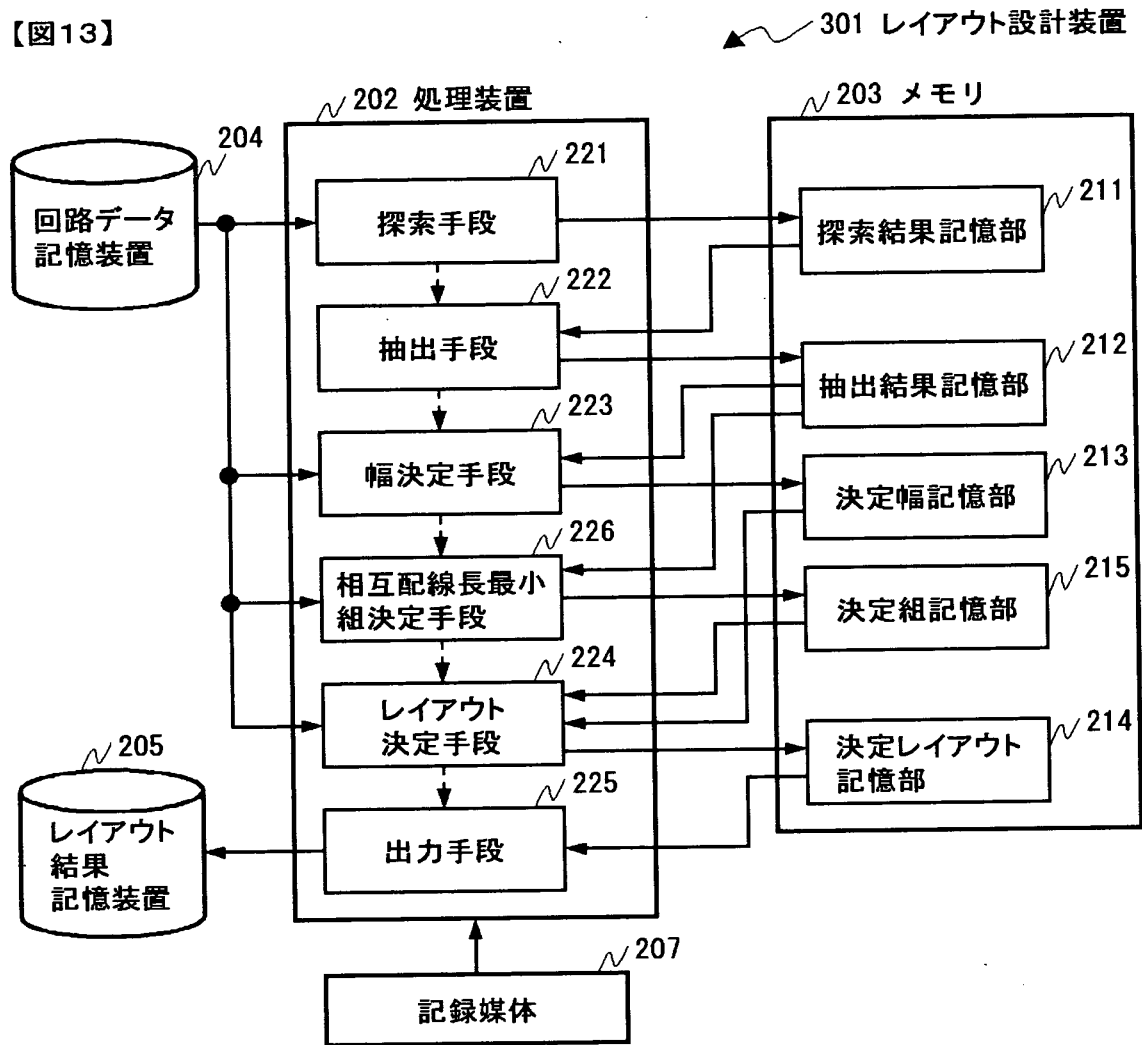 【図13】
301 レイアウト設計装置
202 処理装置
203 メモリ
204
回路データ
記憶装置
221
探索手段
211
探索結果記憶部
222
抽出手段
212
抽出結果記憶部
223
幅決定手段
213
決定幅記憶部
226
相互配線長最小
組決定手段
215
決定組記憶部
224
レイアウト
決定手段
214
決定レイアウト
記憶部
205
レイアウト
結果
記憶装置
225
出力手段
207
記録媒体